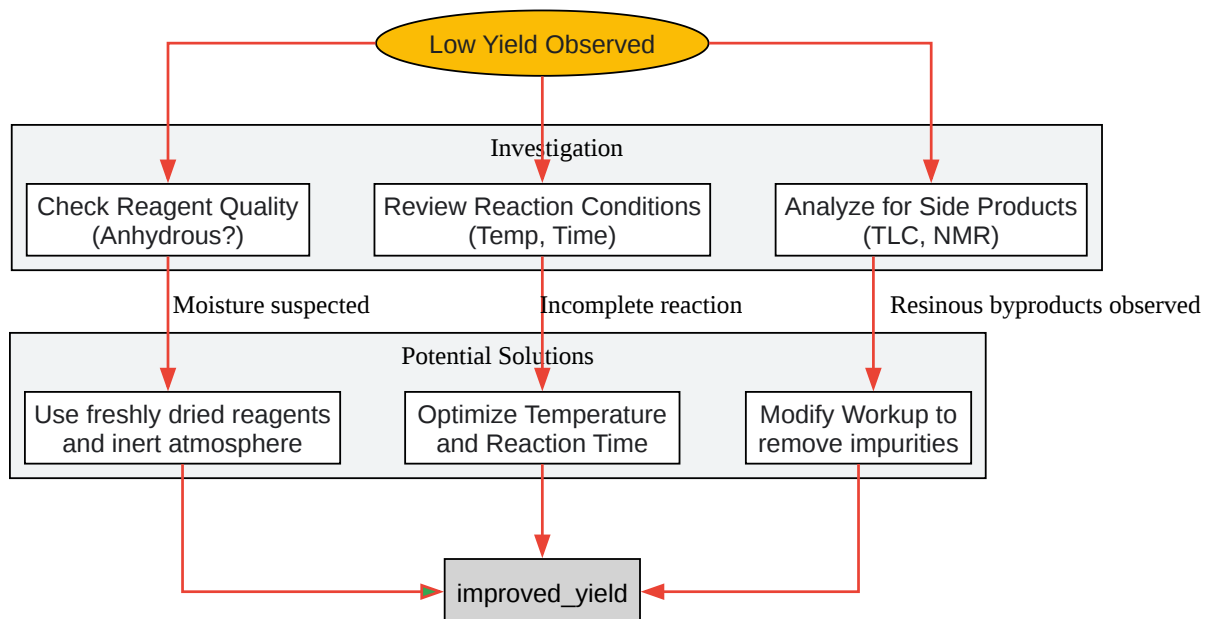 Low Yield Observed
Investigation
Check Reagent Quality
(Anhydrous?)
Review Reaction Conditions
(Temp, Time)
Analyze for Side Products
(TLC, NMR)
Moisture suspected
Incomplete reaction
Resinous byproducts observed
Potential Solutions
Use freshly dried reagents
and inert atmosphere
Optimize Temperature
and Reaction Time
Modify Workup to
remove impurities
improved_yield